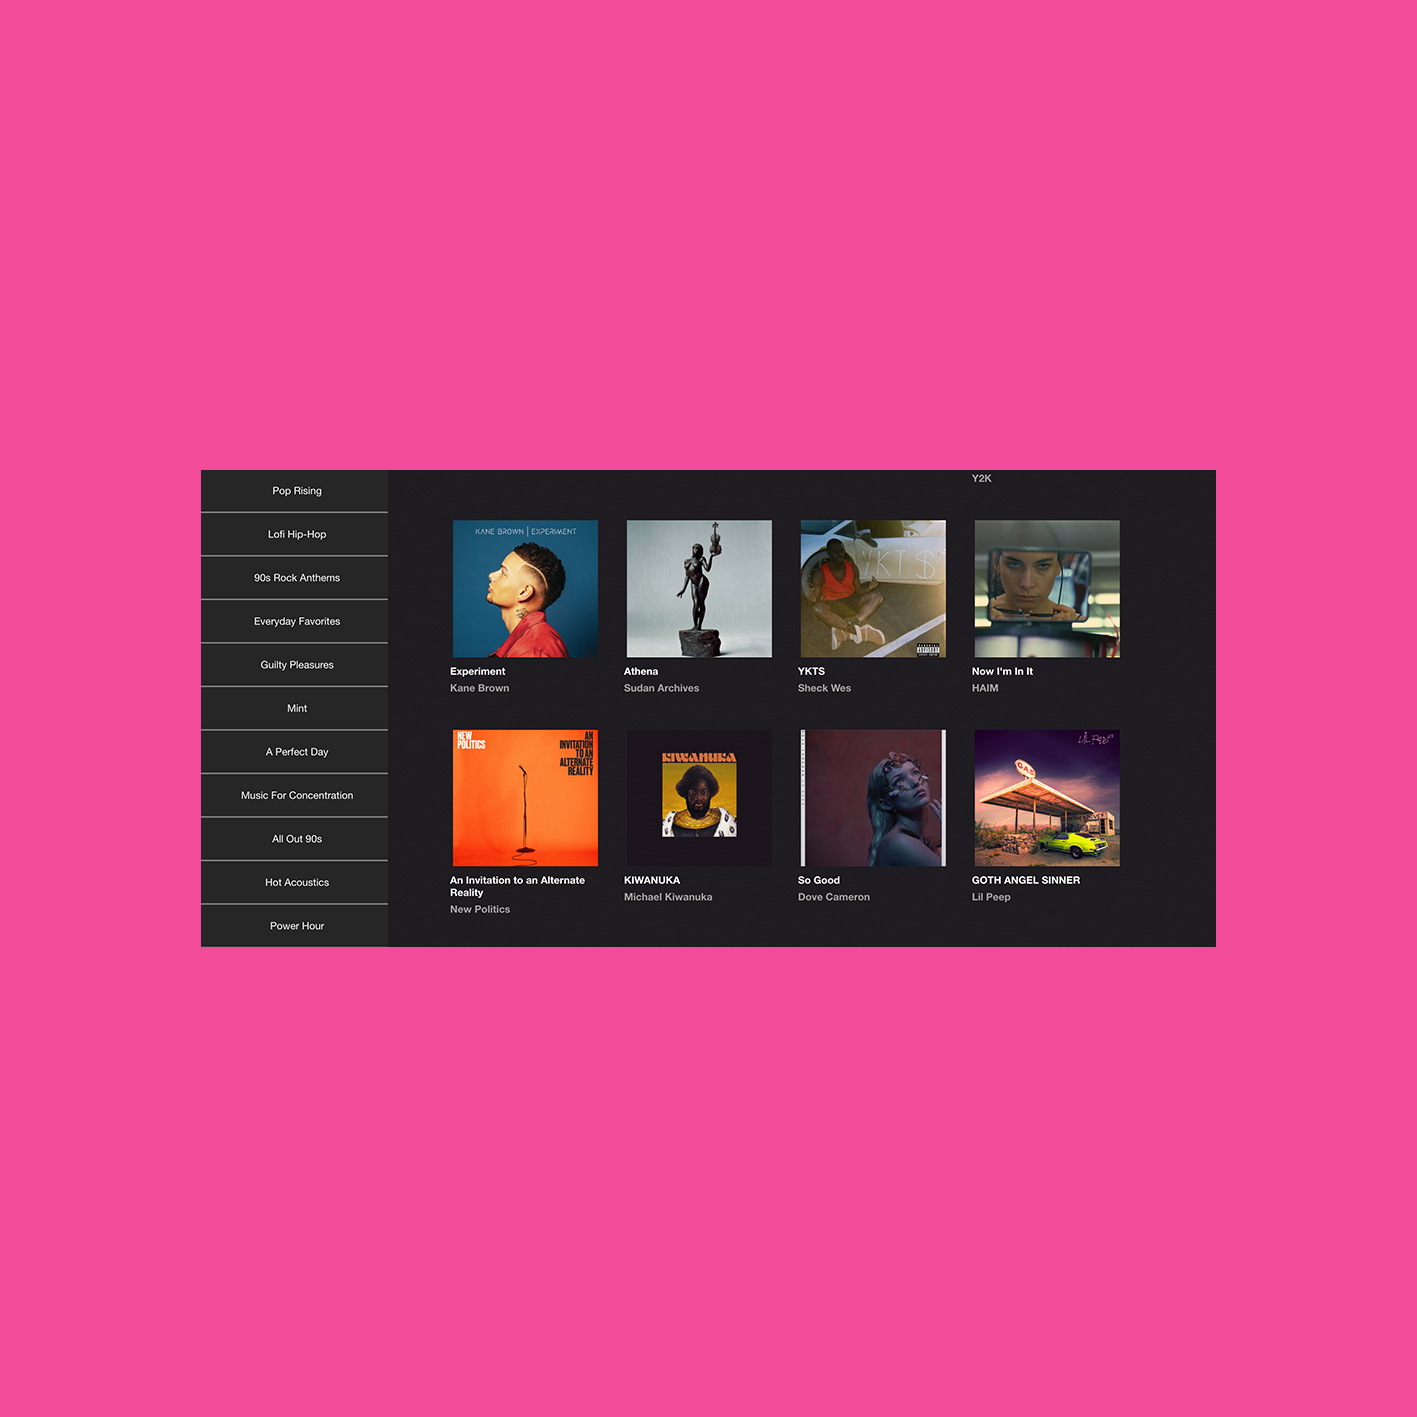 Pop Rising
Lofi Hip-Hop
90s Rock Anthems
Everyday Favorites
Guilty Pleasures
Mint
A Perfect Day
Music For Concentration
All Out 90s
Hot Acoustics
Power Hour
Y2K
KANE BROWN | EXPERIMENT
YKT$
Experiment
Kane Brown
Athena
Sudan Archives
YKTS
Sheck Wes
Now I'm In It
HAIM
NEW
POLITICS
AN
INVITATION
TO AN
ALTERNATE
REALITY
KIWANUKA
GAS
LIL PEEP
An Invitation to an Alternate
Reality
New Politics
KIWANUKA
Michael Kiwanuka
So Good
Dove Cameron
GOTH ANGEL SINNER
Lil Peep